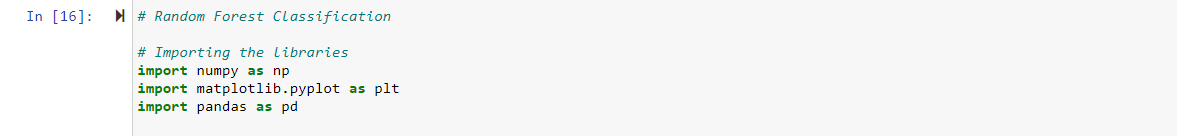 In [16]:
# Random Forest Classification
# Importing the libraries
import numpy as np
import matplotlib.pyplot as plt
import pandas as pd